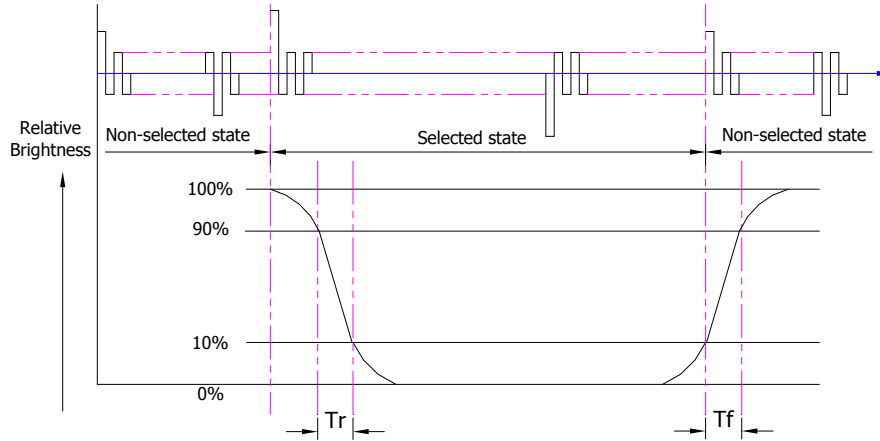 Relative
Brightness
Non-selected state
Selected state
Non-selected state
100%
90%
10%
0%
Tr
Tf